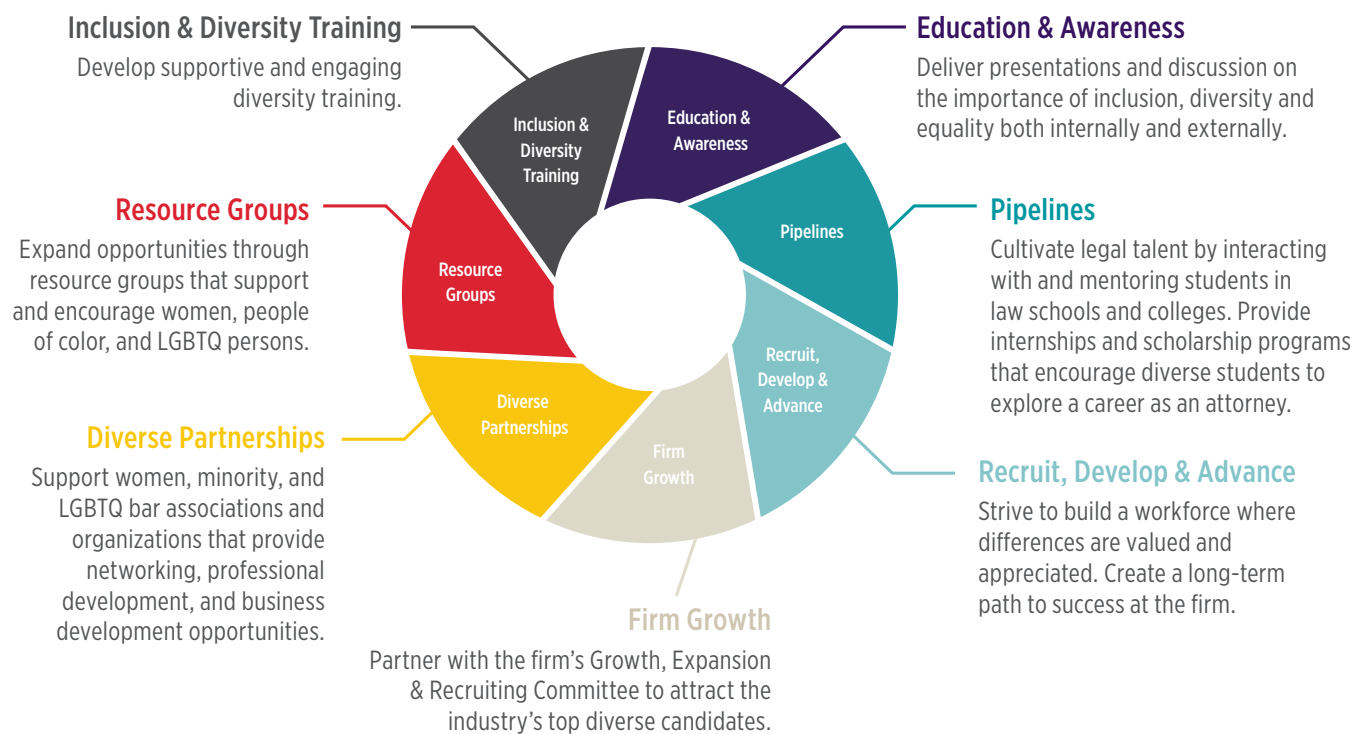 Inclusion & Diversity Training
Develop supportive and engaging
diversity training.
Education & Awareness
Deliver presentations and discussion on
the importance of inclusion, diversity and
equality both internally and externally.
Resource Groups
Expand opportunities through
resource groups that support
and encourage women, people
of color, and LGBTQ persons.
Pipelines
Cultivate legal talent by interacting
with and mentoring students in
law schools and colleges. Provide
internships and scholarship programs
that encourage diverse students to
explore a career as an attorney.
Diverse Partnerships
Support women, minority, and
LGBTQ bar associations and
organizations that provide
networking, professional
development, and business
development opportunities.
Recruit, Develop & Advance
Strive to build a workforce where
differences are valued and
appreciated. Create a long-term
path to success at the firm.
Firm Growth
Partner with the firm’s Growth, Expansion
& Recruiting Committee to attract the
industry’s top diverse candidates.
Inclusion &
Diversity
Training
Education &
Awareness
Pipelines
Recruit,
Develop &
Advance
Firm
Growth
Diverse
Partnerships
Resource
Groups